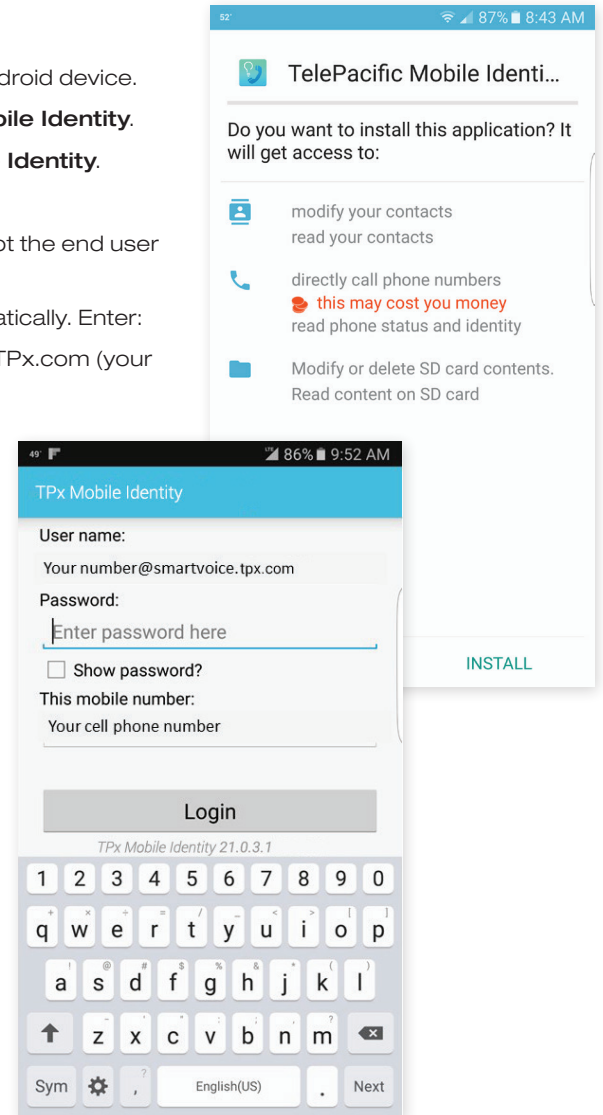 droid device.
bile Identity.
Identity.
ot the end user
atically. Enter:
TPx.com (your
52°
87% 8:43 AM
TelePacific Mobile Identi...
Do you want to install this application? It
will get access to:
modify your contacts
read your contacts
directly call phone numbers
this may cost you money
read phone status and identity
Modify or delete SD card contents.
Read content on SD card
INSTALL
49°
LTE 86% 9:52 AM
TPx Mobile Identity
User name:
Your number@smartvoice.tpx.com
Password:
Enter password here
Show password?
This mobile number:
Your cell phone number
Login
TPx Mobile Identity 21.0.3.1
1 2 3 4 5 6 7 8 9 0
+ × ÷ = / _ < > [ ]
q w e r t y u i o p
! @ # $ % & * ( )
a s d f g h j k l
- ' " : ; , ?
z x c v b n m
Sym , ? English(US) . Next